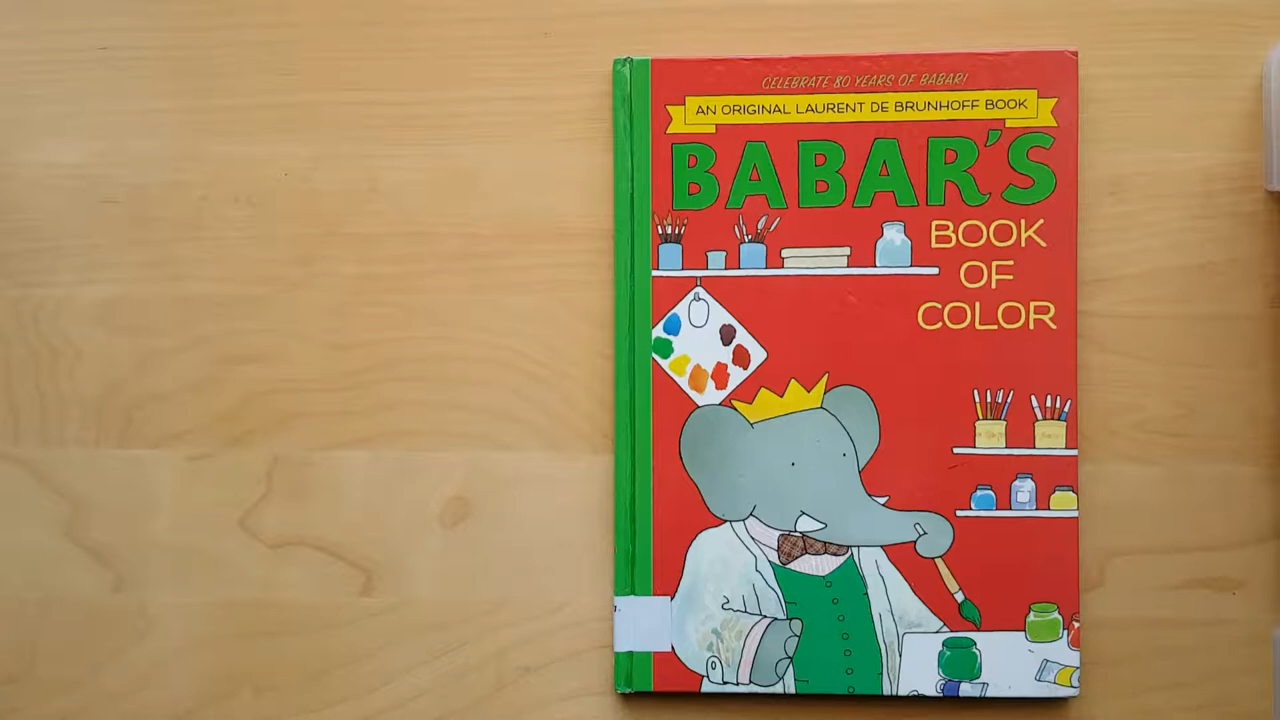 CELEBRATE 80 YEARS OF BABAR!
AN ORIGINAL LAURENT DE BRUNHOFF BOOK
BABAR'S
BOOK
OF
COLOR